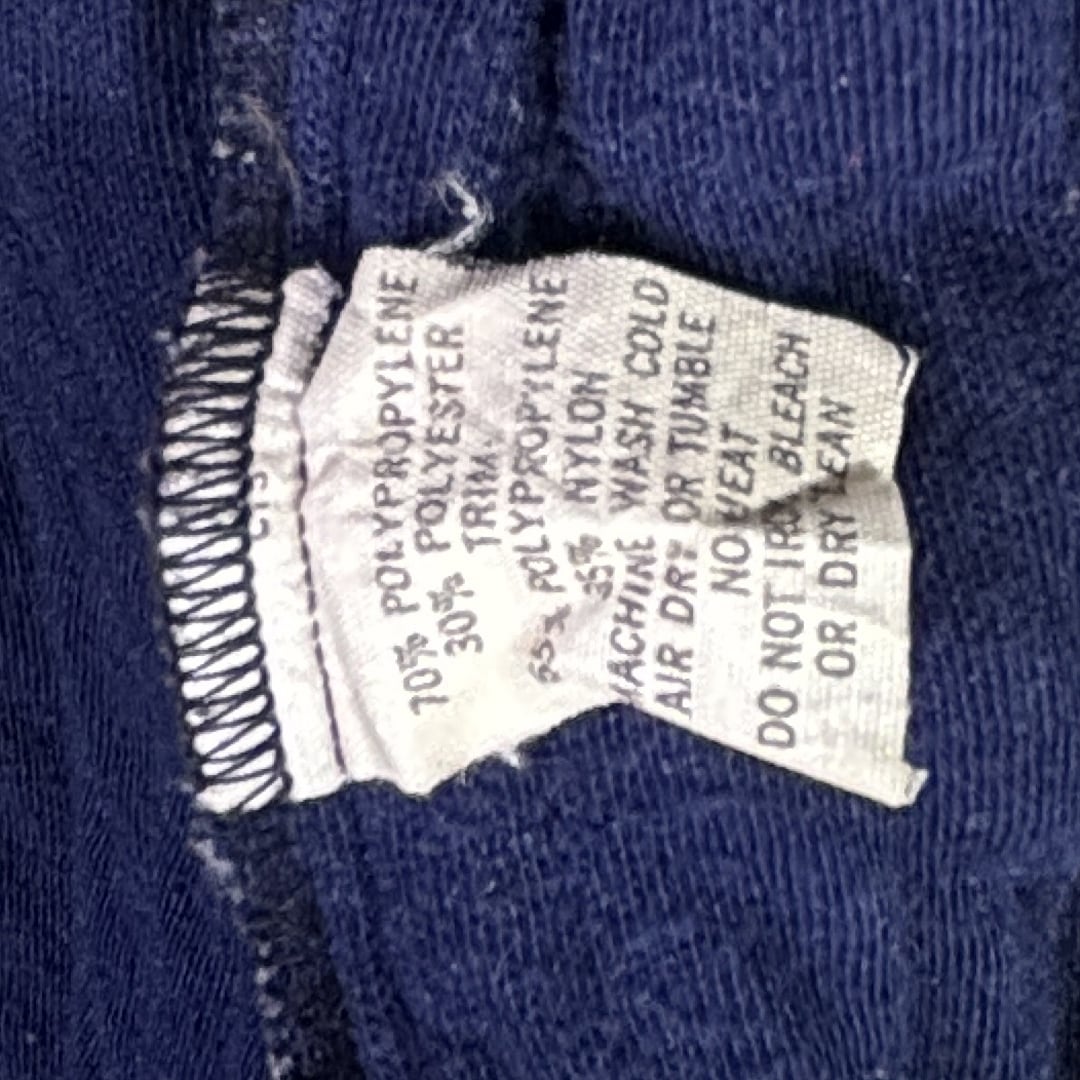 70% POLYPROPYLENE
30% POLYESTER
TRIM:
65% POLYPROPYLENE
35% NYLON
MACHINE WASH COLD
AIR DRY OR TUMBLE
NO HEAT
DO NOT IRON BLEACH
OR DRY CLEAN